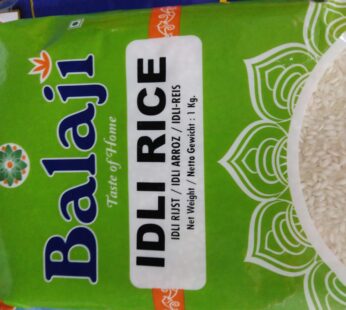 Balaji
Taste of Home
IDLI RICE
IDLI RIJST / IDLI ARROZ / IDLI-REIS
Net Weight / Netto Gewicht : 1 Kg.